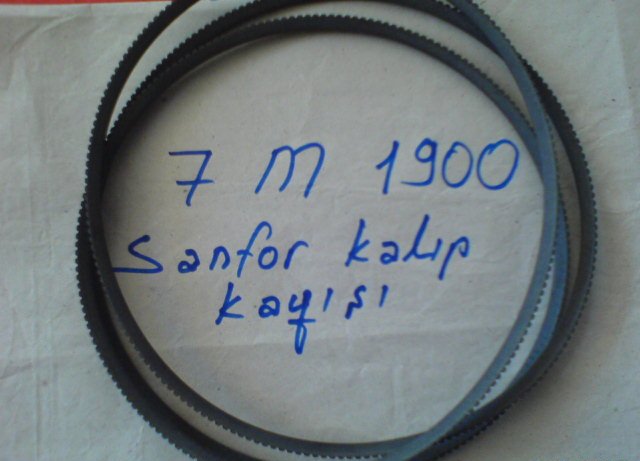 7 M 1900
Sanfor kalıp
kayışı